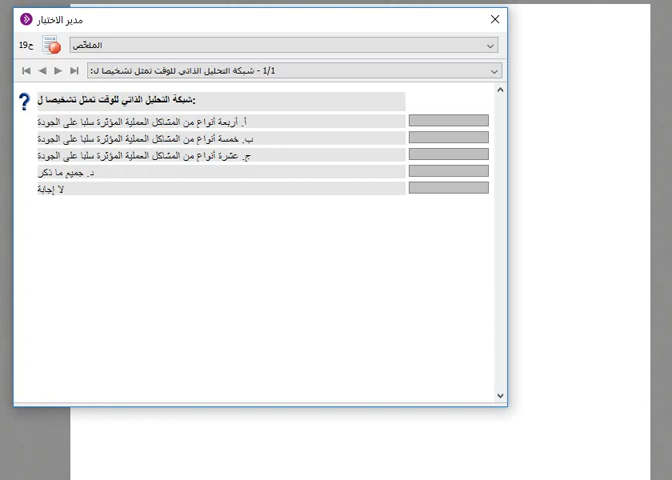 مدير الاختبار
ح19
الملخّص
1/1 - شبكة التحليل الذاتي للوقت تمثل تشخيصا ل:
شبكة التحليل الذاتي للوقت تمثل تشخيصا ل:
أ. أربعة أنواع من المشاكل العملية المؤثرة سلبا على الجودة
ب. خمسة أنواع من المشاكل العملية المؤثرة سلبا على الجودة
ج. عشرة أنواع من المشاكل العملية المؤثرة سلبا على الجودة
د. جميع ما ذكر
لا إجابة